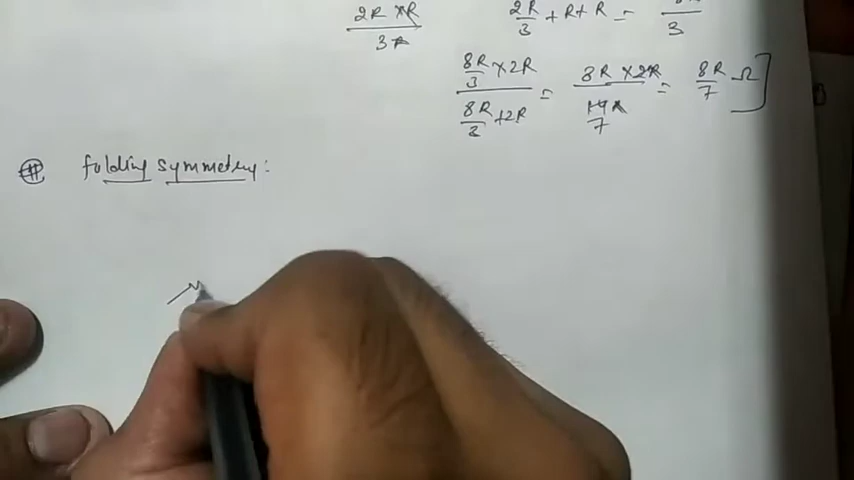 2R×R / 3R
2R/3 + R + R = /3
(8R/3 × 2R) / (8R/3 + 2R) = 8R × 2R / 14R 7 = 8R/7 Ω ]
# folding symmetry: